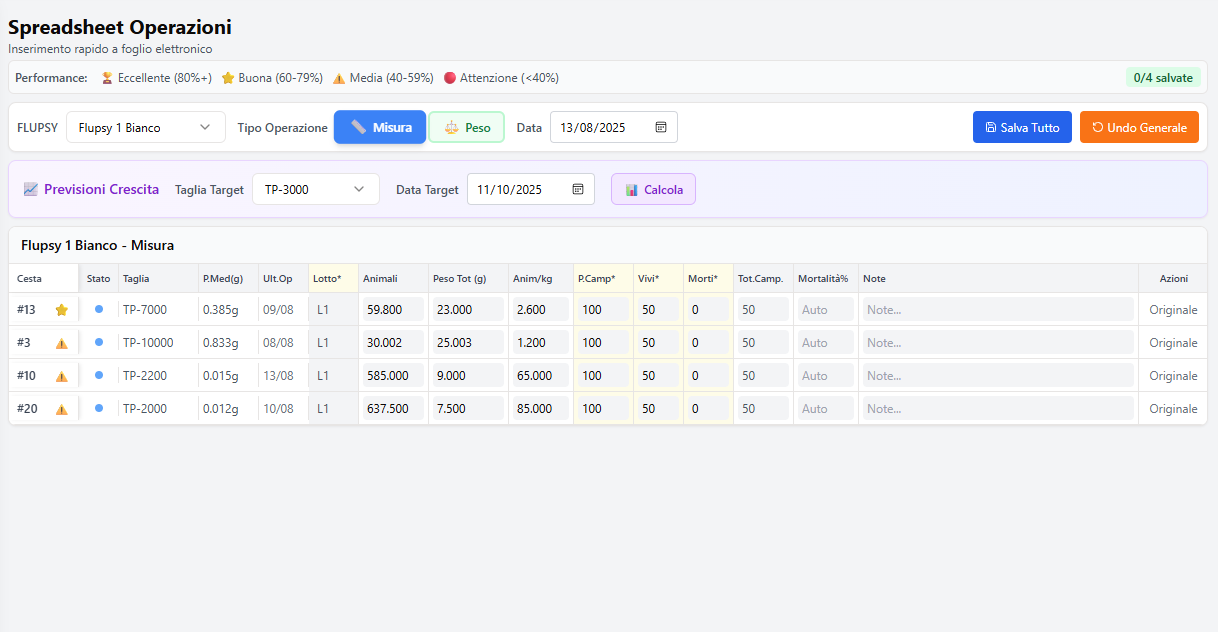 Spreadsheet Operazioni
Inserimento rapido a foglio elettronico
Performance: Eccellente (80%+) Buona (60-79%) Media (40-59%) Attenzione (<40%) 0/4 salvate
FLUPSY Flupsy 1 Bianco Tipo Operazione Misura Peso Data 13/08/2025 Salva Tutto Undo Generale
Previsioni Crescita Taglia Target TP-3000 Data Target 11/10/2025 Calcola
Flupsy 1 Bianco - Misura
Cesta Stato Taglia P.Med(g) Ult.Op Lotto* Animali Peso Tot (g) Anim/kg P.Camp* Vivi* Morti* Tot.Camp. Mortalità% Note Azioni
#13 TP-7000 0.385g 09/08 L1 59.800 23.000 2.600 100 50 0 50 Auto Note... Originale
#3 TP-10000 0.833g 08/08 L1 30.002 25.003 1.200 100 50 0 50 Auto Note... Originale
#10 TP-2200 0.015g 13/08 L1 585.000 9.000 65.000 100 50 0 50 Auto Note... Originale
#20 TP-2000 0.012g 10/08 L1 637.500 7.500 85.000 100 50 0 50 Auto Note... Originale